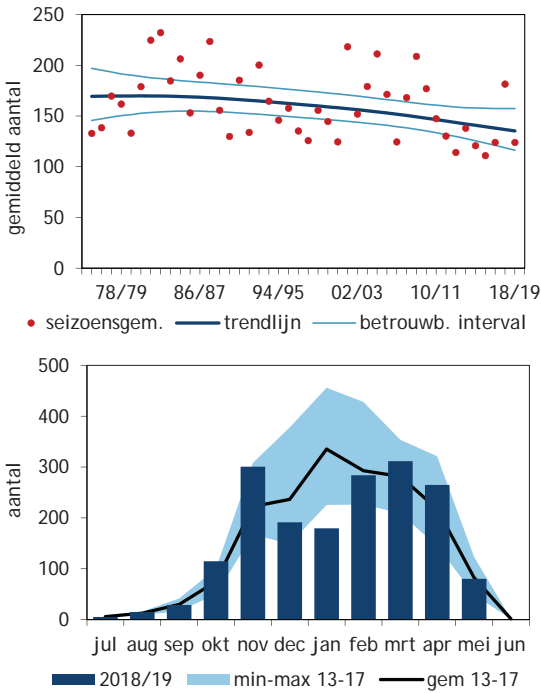 250
200
150
100
50
0
gemiddeld aantal
78/79 86/87 94/95 02/03 10/11 18/19
seizoensgem. trendlijn betrouwb. interval
500
400
300
200
100
0
aantal
jul aug sep okt nov dec jan feb mrt apr mei jun
2018/19 min-max 13-17 gem 13-17